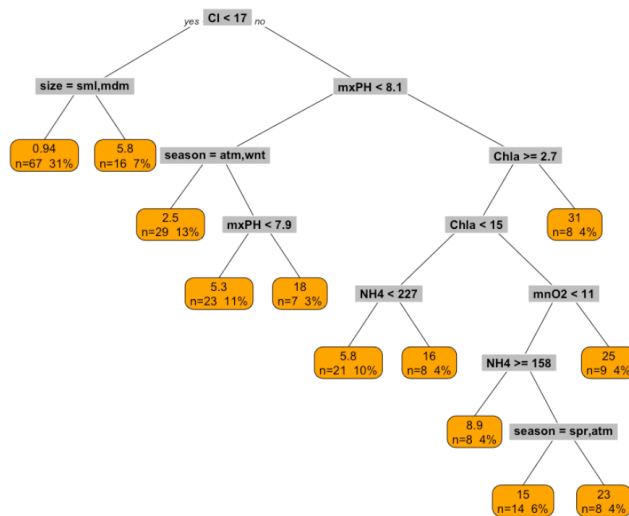 yes Cl < 17 no
size = sml,mdm
mxPH < 8.1
0.94
n=67 31%
5.8
n=16 7%
season = atm,wnt
Chla >= 2.7
2.5
n=29 13%
mxPH < 7.9
Chla < 15
31
n=8 4%
5.3
n=23 11%
18
n=7 3%
NH4 < 227
mnO2 < 11
5.8
n=21 10%
16
n=8 4%
NH4 >= 158
25
n=9 4%
8.9
n=8 4%
season = spr,atm
15
n=14 6%
23
n=8 4%